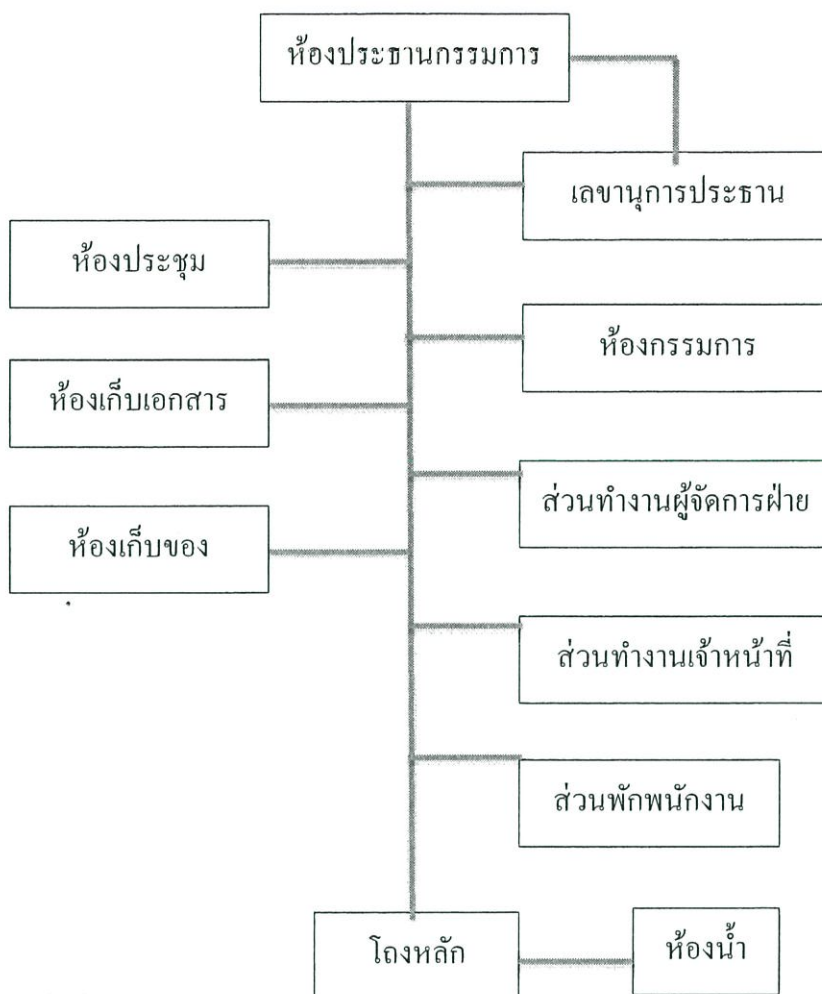 ห้องประธานกรรมการ
เลขานุการประธาน
ห้องประชุม
ห้องกรรมการ
ห้องเก็บเอกสาร
ส่วนทำงานผู้จัดการฝ่าย
ห้องเก็บของ
ส่วนทำงานเจ้าหน้าที่
ส่วนพักพนักงาน
โถงหลัก
ห้องน้ำ